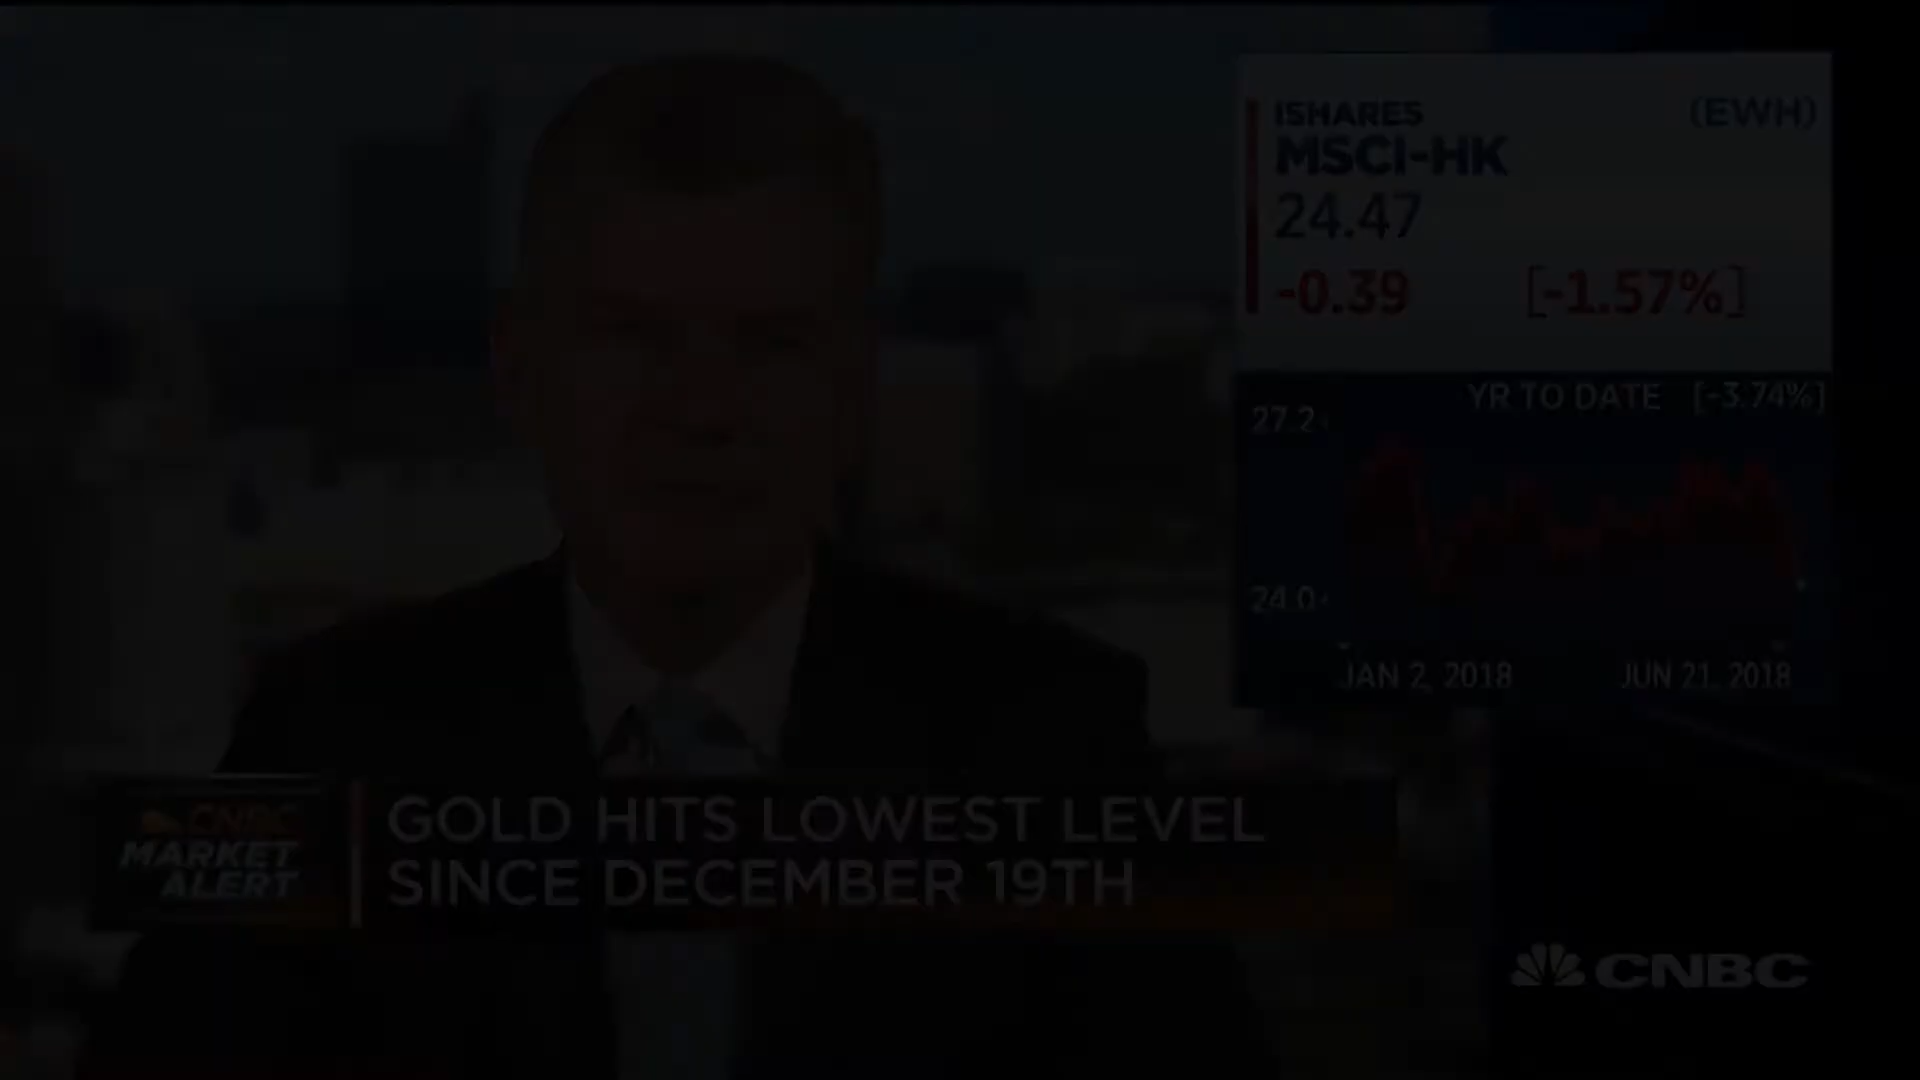 ISHARES (EWH)
MSCI-HK
24.47
-0.39 [-1.57%]
YR TO DATE [-3.74%]
27.2
24.0
JAN 2, 2018 JUN 21, 2018
CNBC
MARKET
ALERT
GOLD HITS LOWEST LEVEL
SINCE DECEMBER 19TH
CNBC